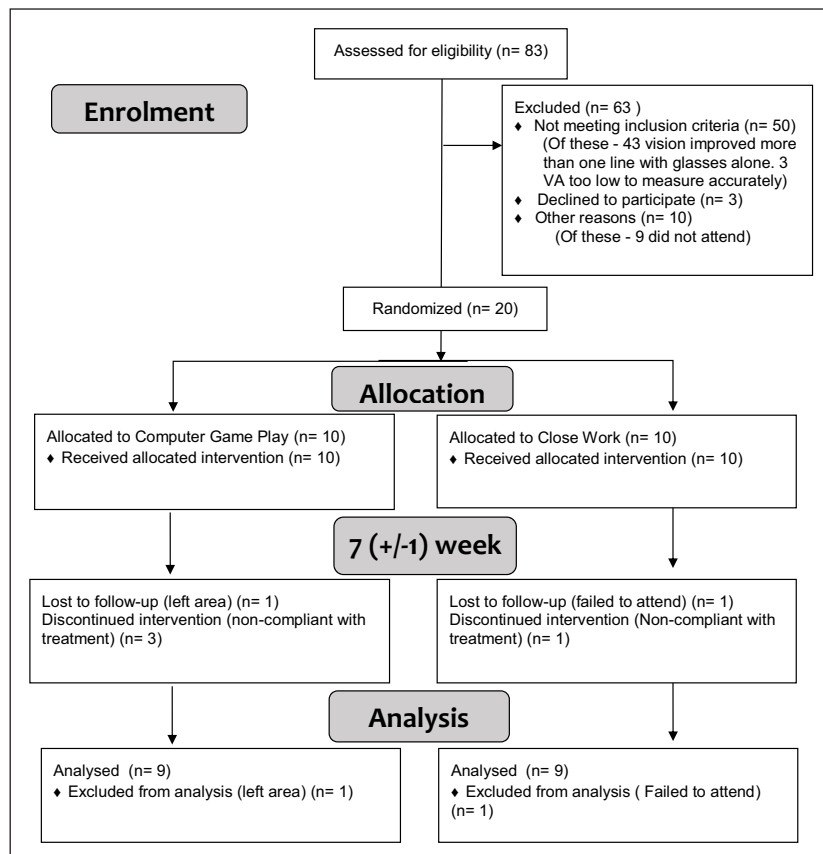 Assessed for eligibility (n= 83)
Enrolment
Excluded (n= 63 )
♦ Not meeting inclusion criteria (n= 50)
(Of these - 43 vision improved more
than one line with glasses alone. 3
VA too low to measure accurately)
♦ Declined to participate (n= 3)
♦ Other reasons (n= 10)
(Of these - 9 did not attend)
Randomized (n= 20)
Allocation
Allocated to Computer Game Play (n= 10)
♦ Received allocated intervention (n= 10)
Allocated to Close Work (n= 10)
♦ Received allocated intervention (n= 10)
7 (+/-1) week
Lost to follow-up (left area) (n= 1)
Discontinued intervention (non-compliant with
treatment) (n= 3)
Lost to follow-up (failed to attend) (n= 1)
Discontinued intervention (Non-compliant with
treatment) (n= 1)
Analysis
Analysed (n= 9)
♦ Excluded from analysis (left area) (n= 1)
Analysed (n= 9)
♦ Excluded from analysis ( Failed to attend)
(n= 1)